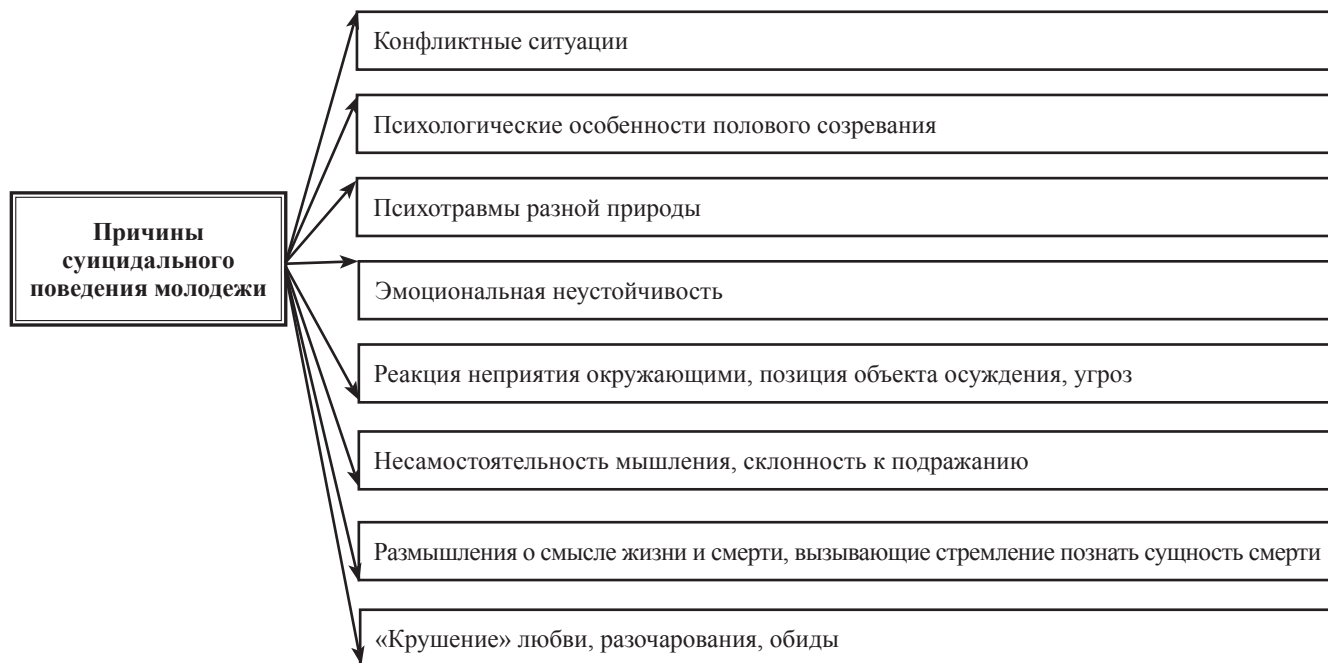 Причины
суицидального
поведения молодежи
Конфликтные ситуации
Психологические особенности полового созревания
Психотравмы разной природы
Эмоциональная неустойчивость
Реакция неприятия окружающими, позиция объекта осуждения, угроз
Несамостоятельность мышления, склонность к подражанию
Размышления о смысле жизни и смерти, вызывающие стремление познать сущность смерти
«Крушение» любви, разочарования, обиды